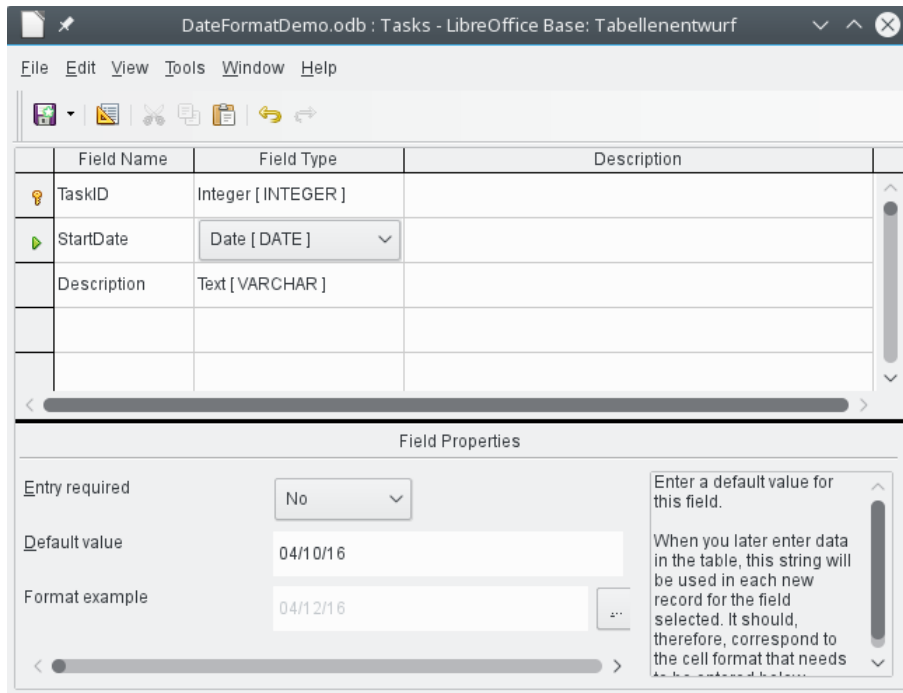 DateFormatDemo.odb : Tasks - LibreOffice Base: Tabellenentwurf
File Edit View Tools Window Help
Field Name Field Type Description
TaskID Integer [ INTEGER ]
StartDate Date [ DATE ]
Description Text [ VARCHAR ]
Field Properties
Entry required No
Default value 04/10/16
Format example 04/12/16 ...
Enter a default value for
this field.
When you later enter data
in the table, this string will
be used in each new
record for the field
selected. It should,
therefore, correspond to
the cell format that needs
to be entered below.